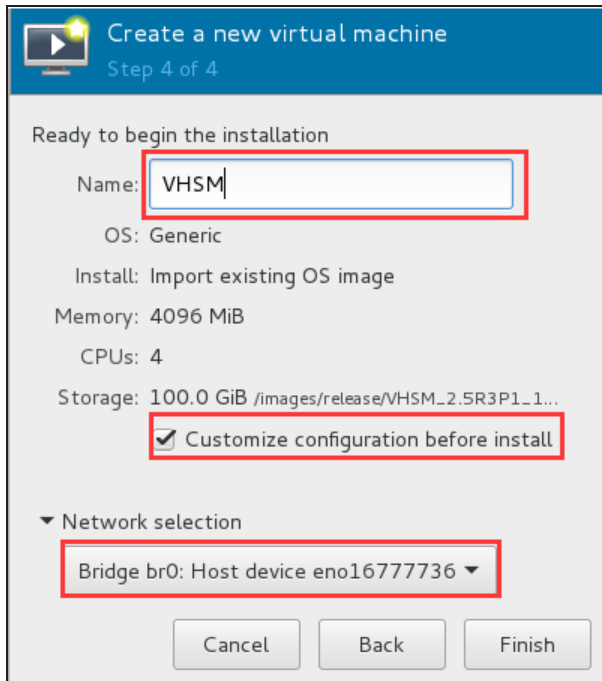 Create a new virtual machine
Step 4 of 4
Ready to begin the installation
Name: VHSM
OS: Generic
Install: Import existing OS image
Memory: 4096 MiB
CPUs: 4
Storage: 100.0 GiB /images/release/VHSM_2.5R3P1_1...
Customize configuration before install
Network selection
Bridge br0: Host device eno16777736
Cancel Back Finish